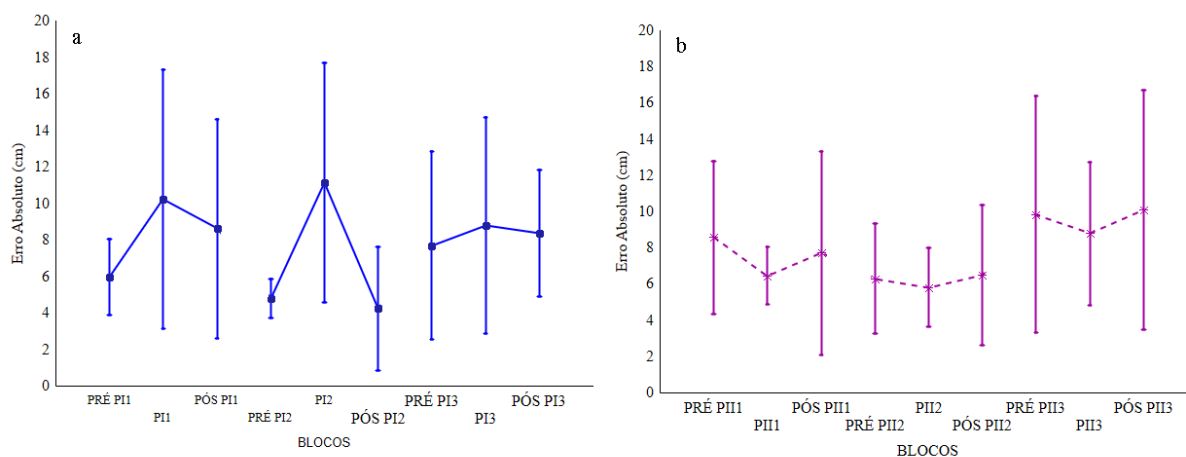 a
20
18
16
14
12
10
8
6
4
2
0
Erro Absoluto (cm)
PRÉ PI1
PI1
PÓS PI1
PRÉ PI2
PI2
PÓS PI2
PRÉ PI3
PI3
PÓS PI3
BLOCOS
b
20
18
16
14
12
10
8
6
4
2
0
Erro Absoluto (cm)
PRÉ PII1
PII1
PÓS PII1
PRÉ PII2
PII2
PÓS PII2
PRÉ PII3
PII3
PÓS PII3
BLOCOS